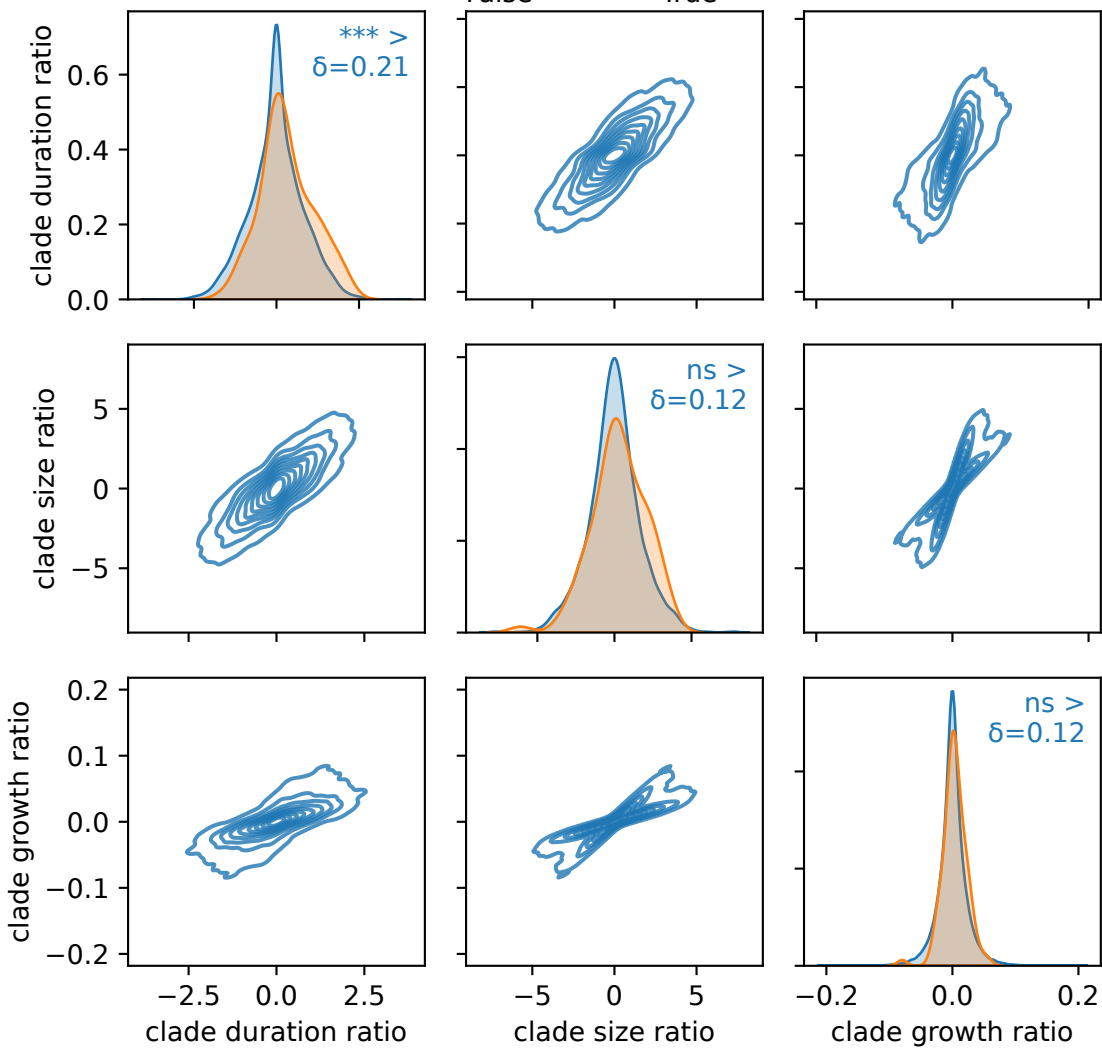 False True
clade duration ratio
0.6
0.4
0.2
0.0
*** >
δ=0.21
clade size ratio
5
0
−5
ns >
δ=0.12
clade growth ratio
0.2
0.1
0.0
−0.1
−0.2
ns >
δ=0.12
−2.5 0.0 2.5
−5 0 5
−0.2 0.0 0.2
clade duration ratio
clade size ratio
clade growth ratio